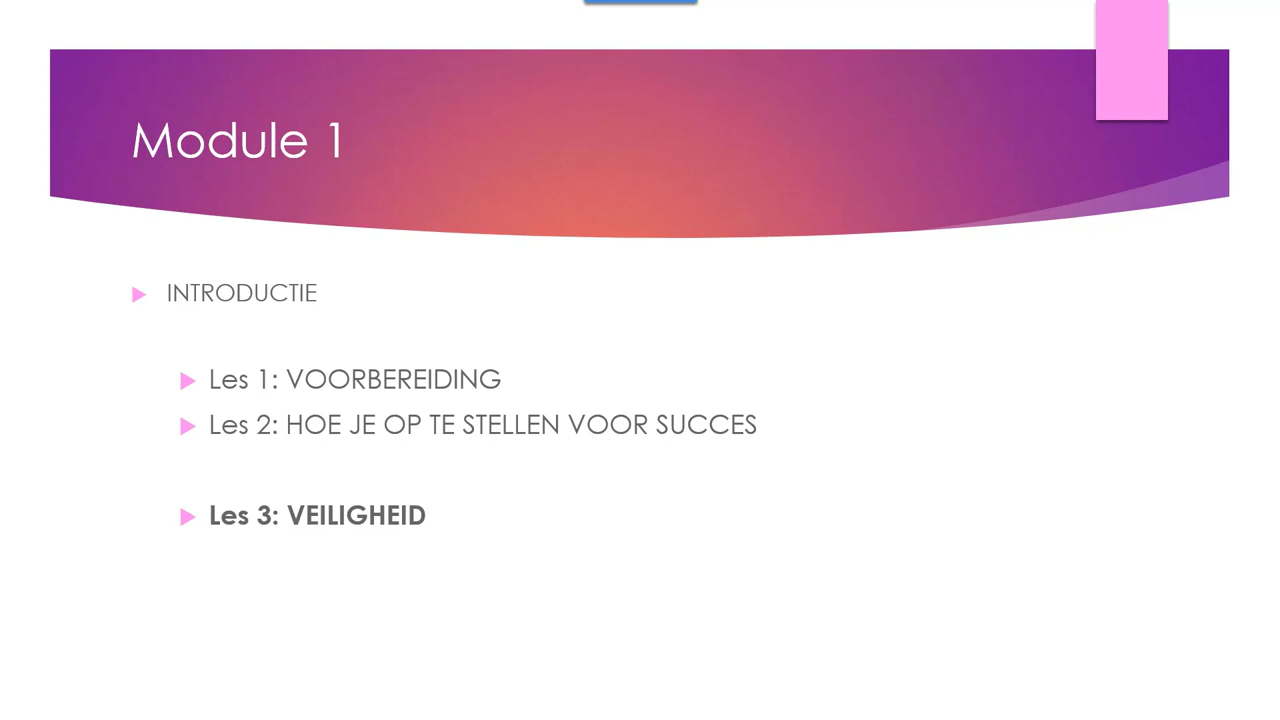 Module 1
INTRODUCTIE
Les 1: VOORBEREIDING
Les 2: HOE JE OP TE STELLEN VOOR SUCCES
Les 3: VEILIGHEID